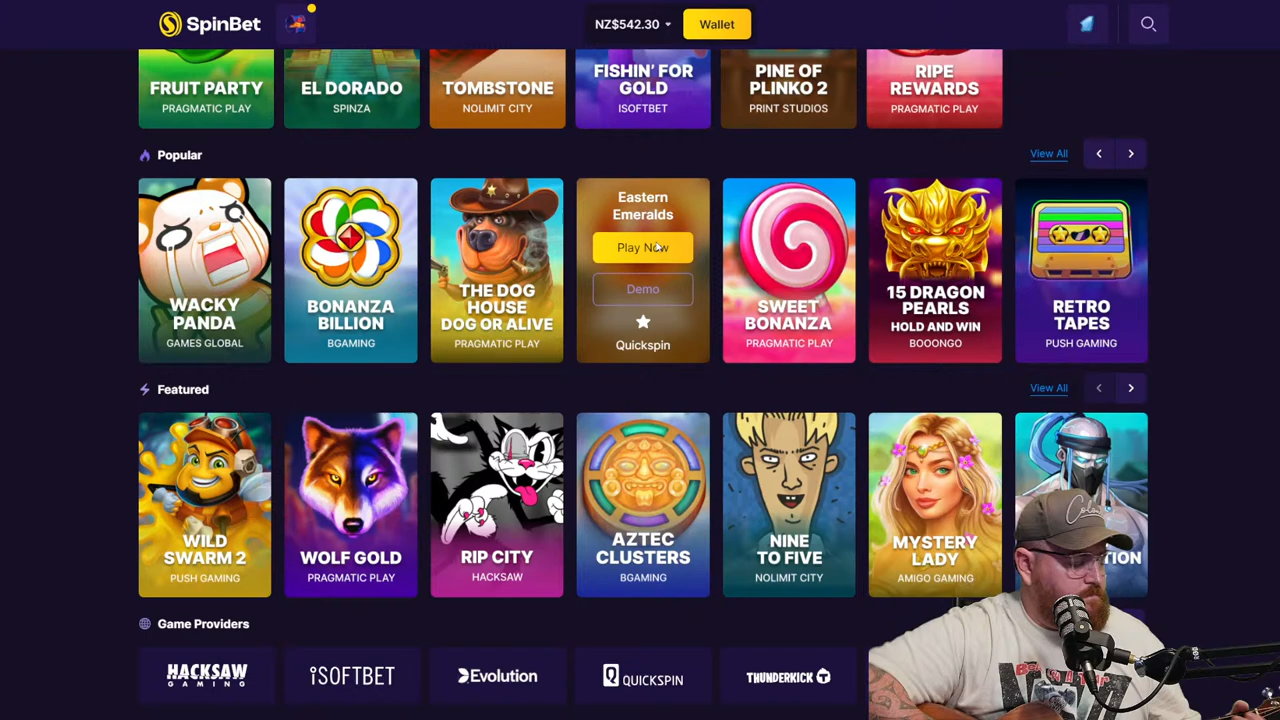 SpinBet
NZ$542.30
Wallet
FRUIT PARTY
PRAGMATIC PLAY
EL DORADO
SPINZA
TOMBSTONE
NOLIMIT CITY
FISHIN' FOR
GOLD
ISOFTBET
PINE OF
PLINKO 2
PRINT STUDIOS
RIPE
REWARDS
PRAGMATIC PLAY
Popular
View All
WACKY
PANDA
GAMES GLOBAL
BONANZA
BILLION
BGAMING
THE DOG
HOUSE
DOG OR ALIVE
PRAGMATIC PLAY
Eastern
Emeralds
Play Now
Demo
Quickspin
SWEET
BONANZA
PRAGMATIC PLAY
15 DRAGON
PEARLS
HOLD AND WIN
BOOONGO
RETRO
TAPES
PUSH GAMING
Featured
View All
WILD
SWARM 2
PUSH GAMING
WOLF GOLD
PRAGMATIC PLAY
RIP CITY
HACKSAW
AZTEC
CLUSTERS
BGAMING
NINE
TO FIVE
NOLIMIT CITY
MYSTERY
LADY
AMIGO GAMING
Game Providers
HACKSAW
GAMING
iSOFTBET
Evolution
QUICKSPIN
THUNDERKICK